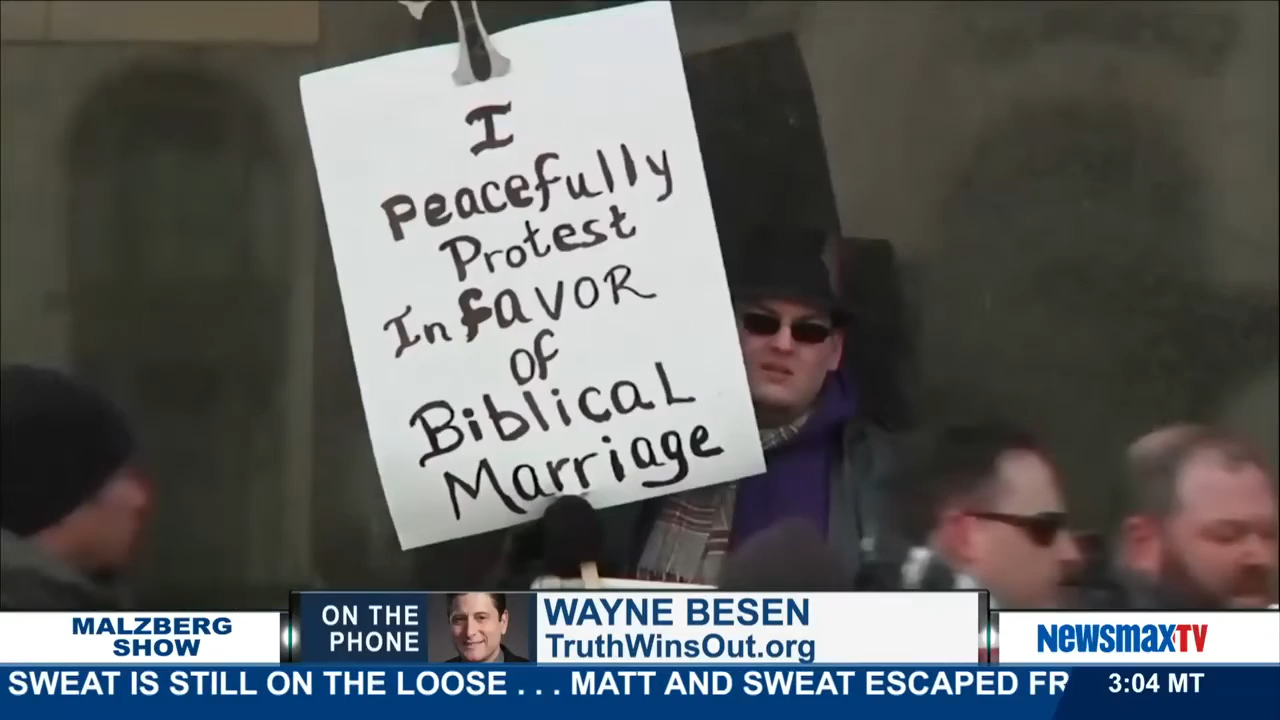 I
Peacefully
Protest
In FAVOR
of
Biblical
Marriage
MALZBERG
SHOW
ON THE
PHONE
WAYNE BESEN
TruthWinsOut.org
NEWSMAXTV
SWEAT IS STILL ON THE LOOSE . . . MATT AND SWEAT ESCAPED FR
3:04 MT